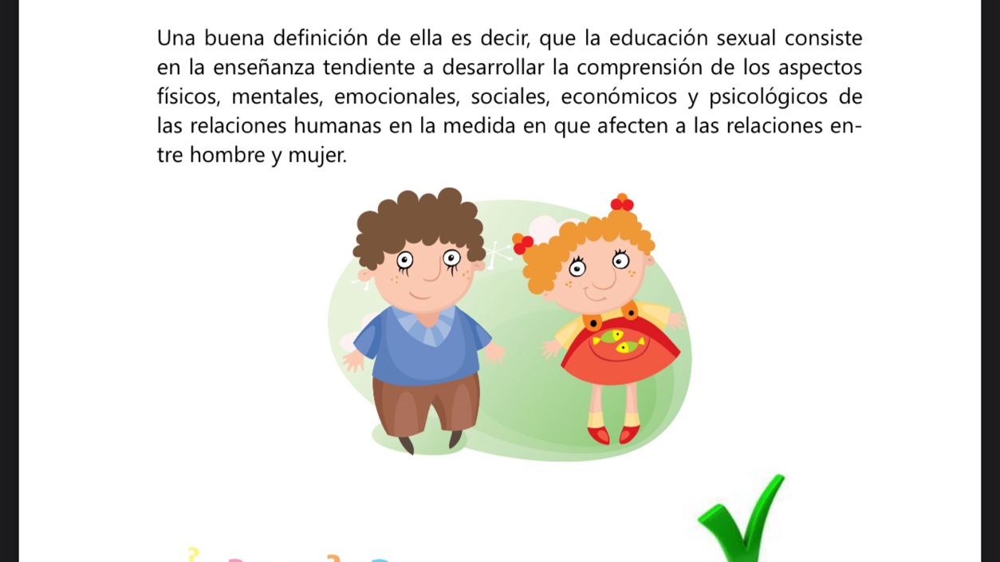 Una buena definición de ella es decir, que la educación sexual consiste
en la enseñanza tendiente a desarrollar la comprensión de los aspectos
físicos, mentales, emocionales, sociales, económicos y psicológicos de
las relaciones humanas en la medida en que afecten a las relaciones en-
tre hombre y mujer.